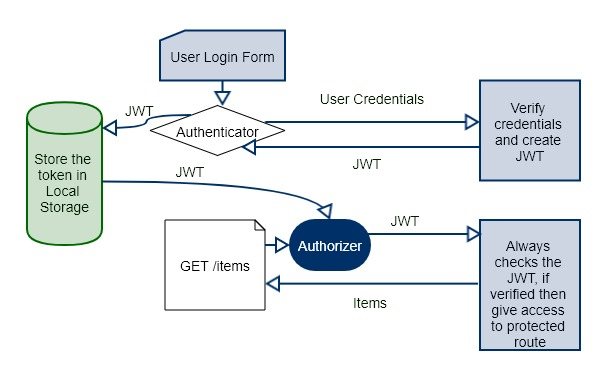 User Login Form
JWT
User Credentials
Authenticator
Verify
credentials
and create
JWT
JWT
Store the
token in
Local
Storage
JWT
GET /items
Authorizer
JWT
Always
checks the
JWT, if
verified then
give access
to protected
route
Items